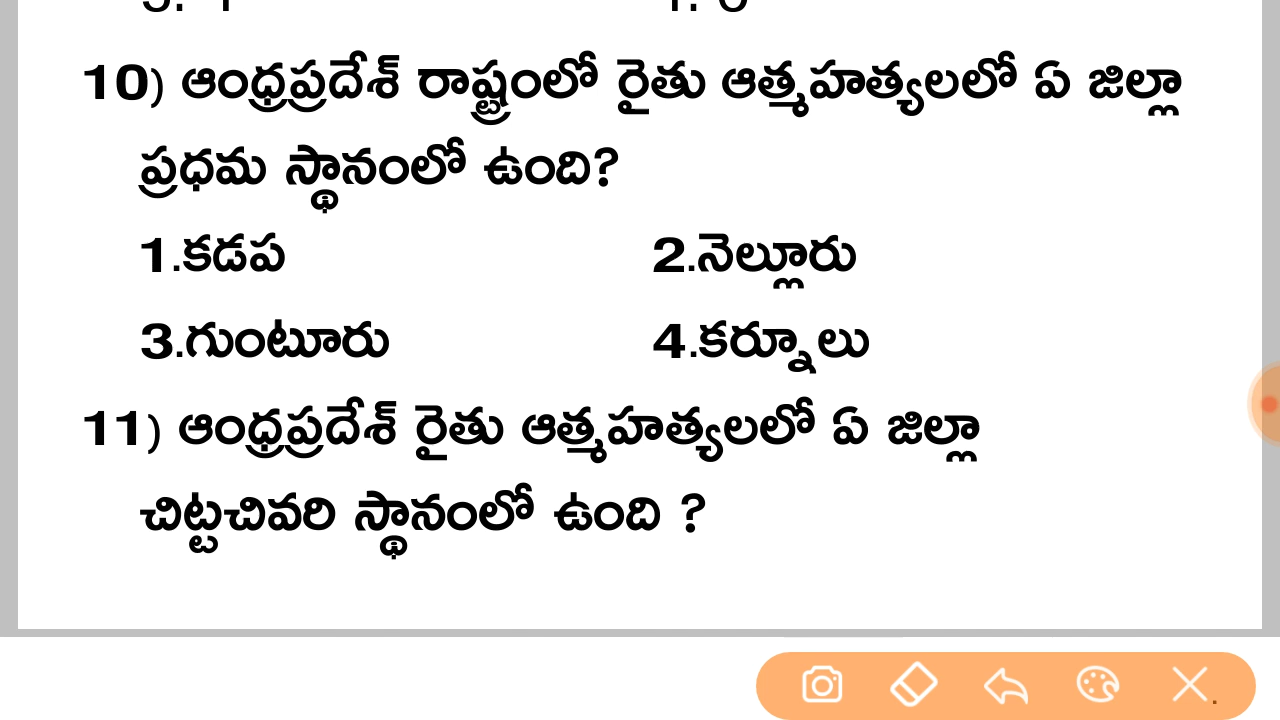 10) ఆంధ్రప్రదేశ్ రాష్ట్రంలో రైతు ఆత్మహత్యలలో ఏ జిల్లా
ప్రధమ స్థానంలో ఉంది?
1.కడప 2.నెల్లూరు
3.గుంటూరు 4.కర్నూలు
11) ఆంధ్రప్రదేశ్ రైతు ఆత్మహత్యలలో ఏ జిల్లా
చిట్టచివరి స్థానంలో ఉంది ?